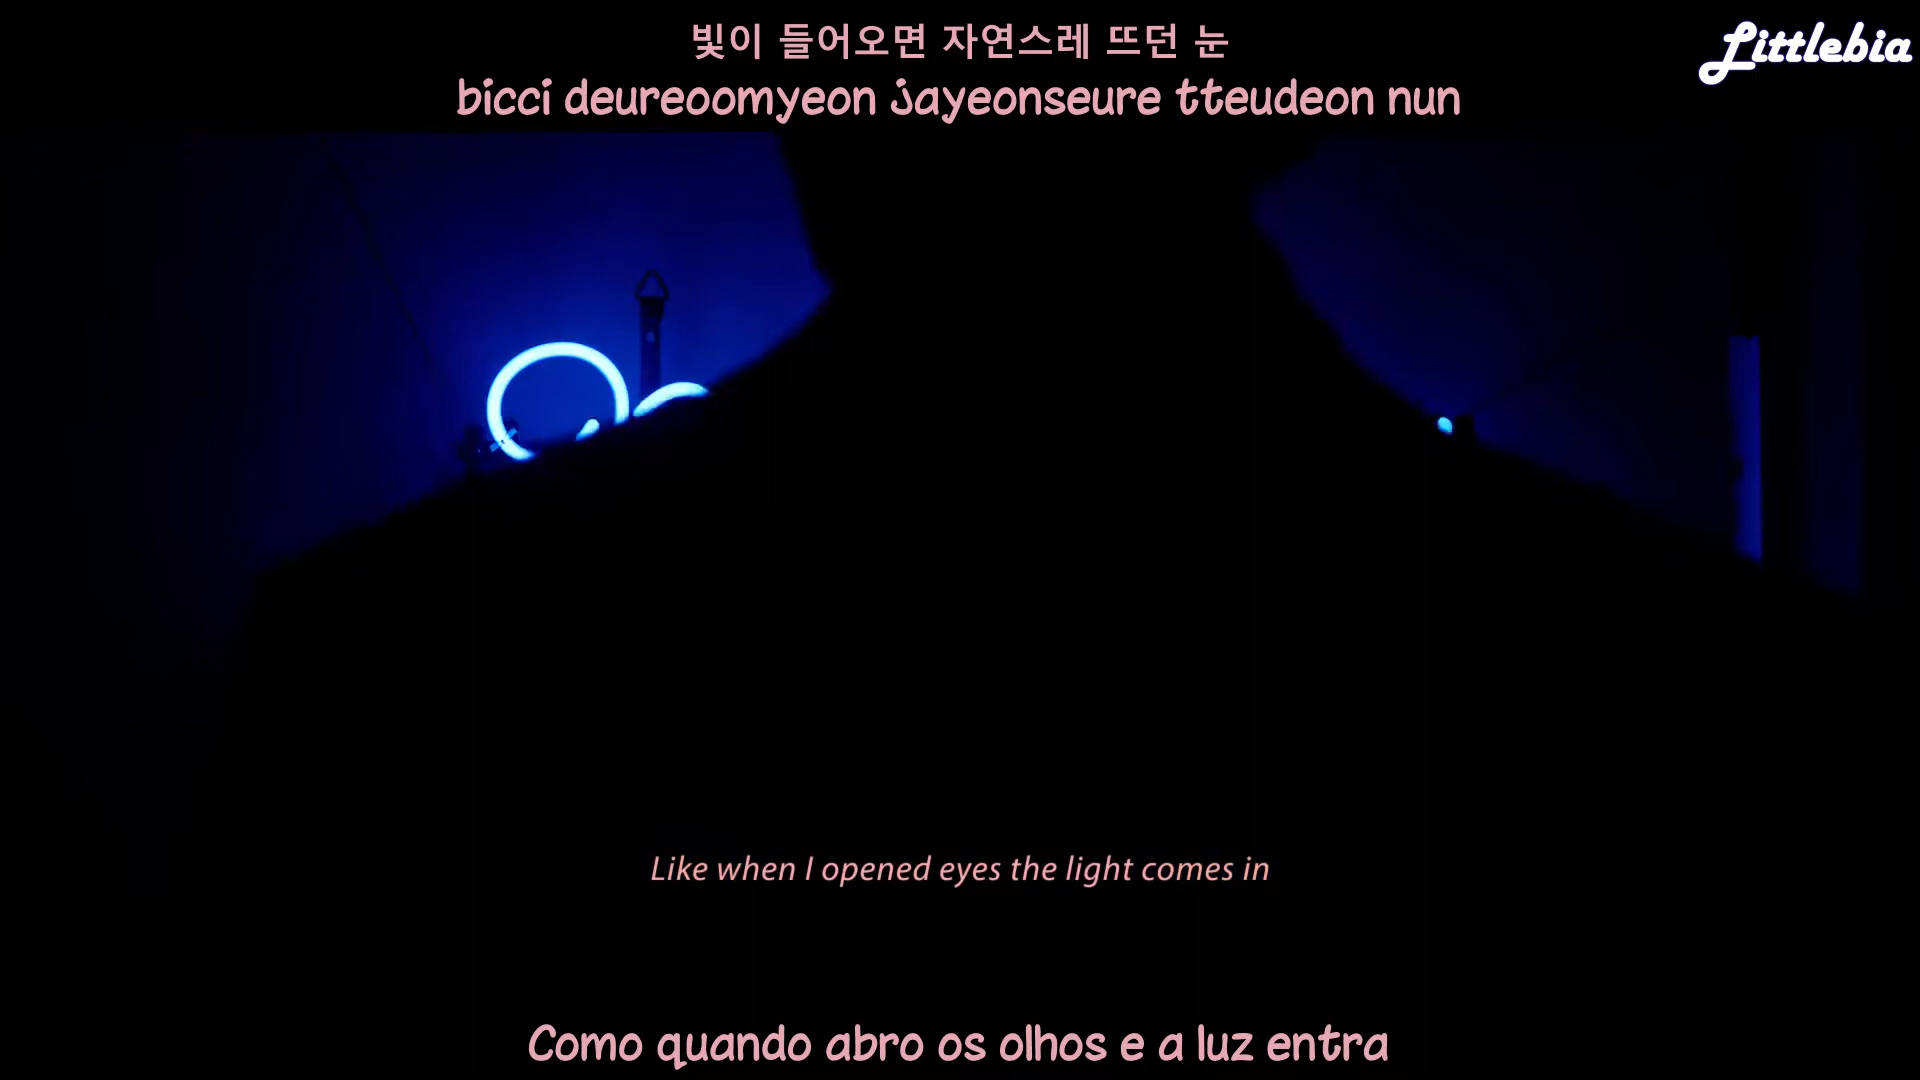 빛이 들어오면 자연스레 뜨던 눈
Littlebia
bicci deureoomyeon jayeonseure tteudeon nun
Like when I opened eyes the light comes in
Como quando abro os olhos e a luz entra